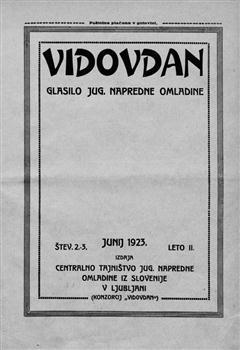 Poštnina plačana v gotovini.
VIDOVDAN
GLASILO JUG. NAPREDNE OMLADINE
ŠTEV. 2.-3. JUNIJ 1923. LETO II.
IZDAJA
CENTRALNO TAJNIŠTVO JUG. NAPREDNE
OMLADINE IZ SLOVENIJE
V LJUBLJANI
(KONZORCIJ „VIDOVDAN")